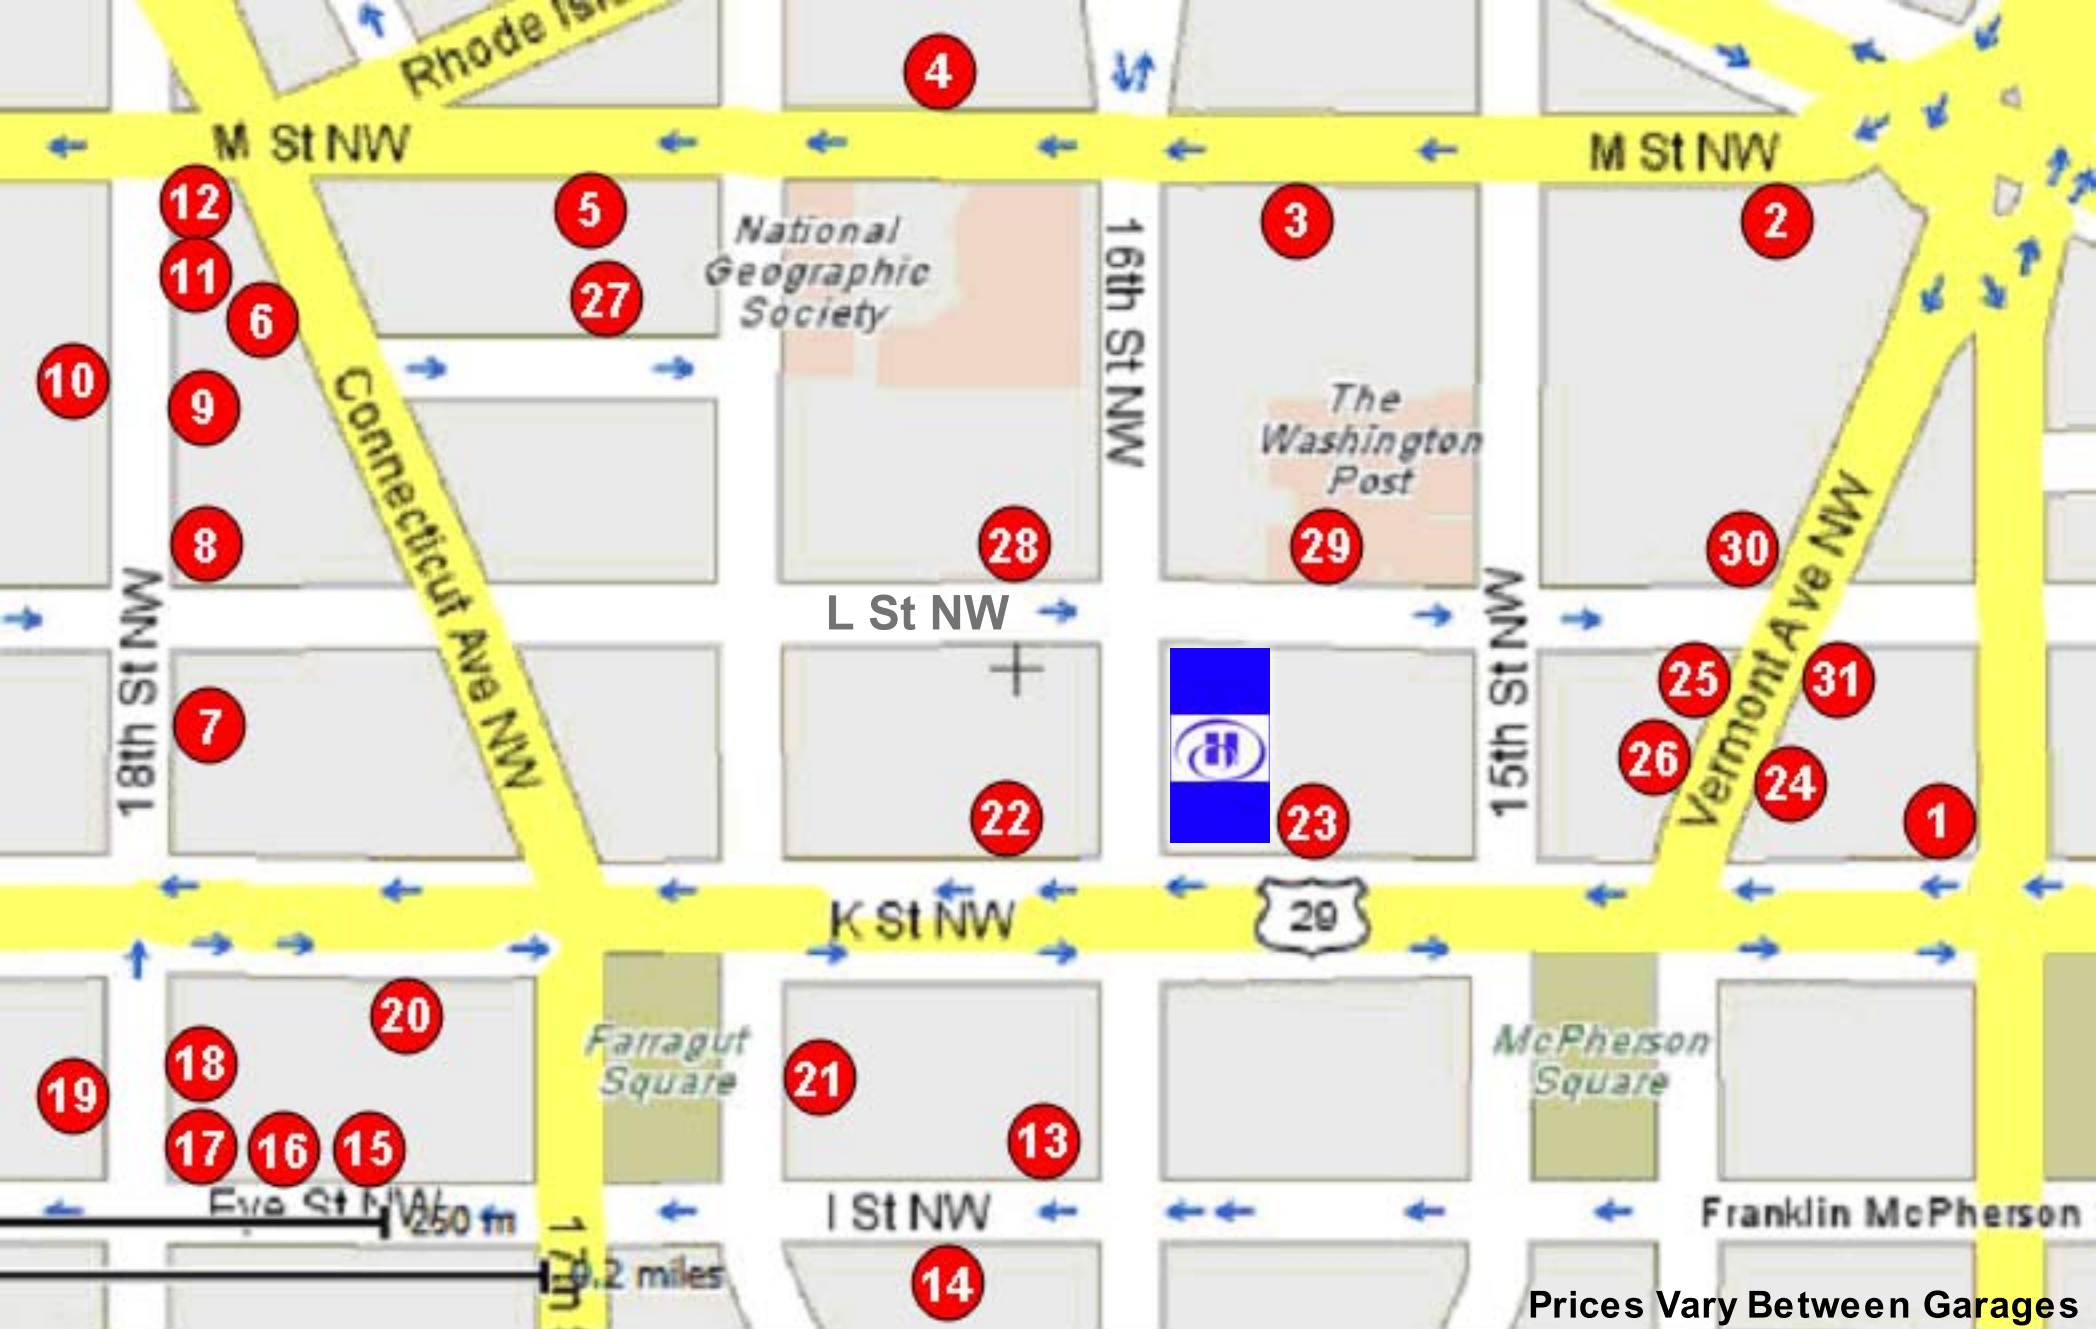 Rhode Isl
4
M St NW
M St NW
12
5
3
2
11
27
6
National
Geographic
Society
16th St NW
10
9
Connecticut Ave NW
The
Washington
Post
8
28
29
30
18th St NW
L St NW
15th St NW
Vermont Ave NW
7
H
25
31
26
24
22
23
1
K St NW
29
20
18
19
17
16
15
Farragut
Square
21
13
McPherson
Square
Eye St NW
250 m
I St NW
Franklin McPherson
0.2 miles
14
Prices Vary Between Garages